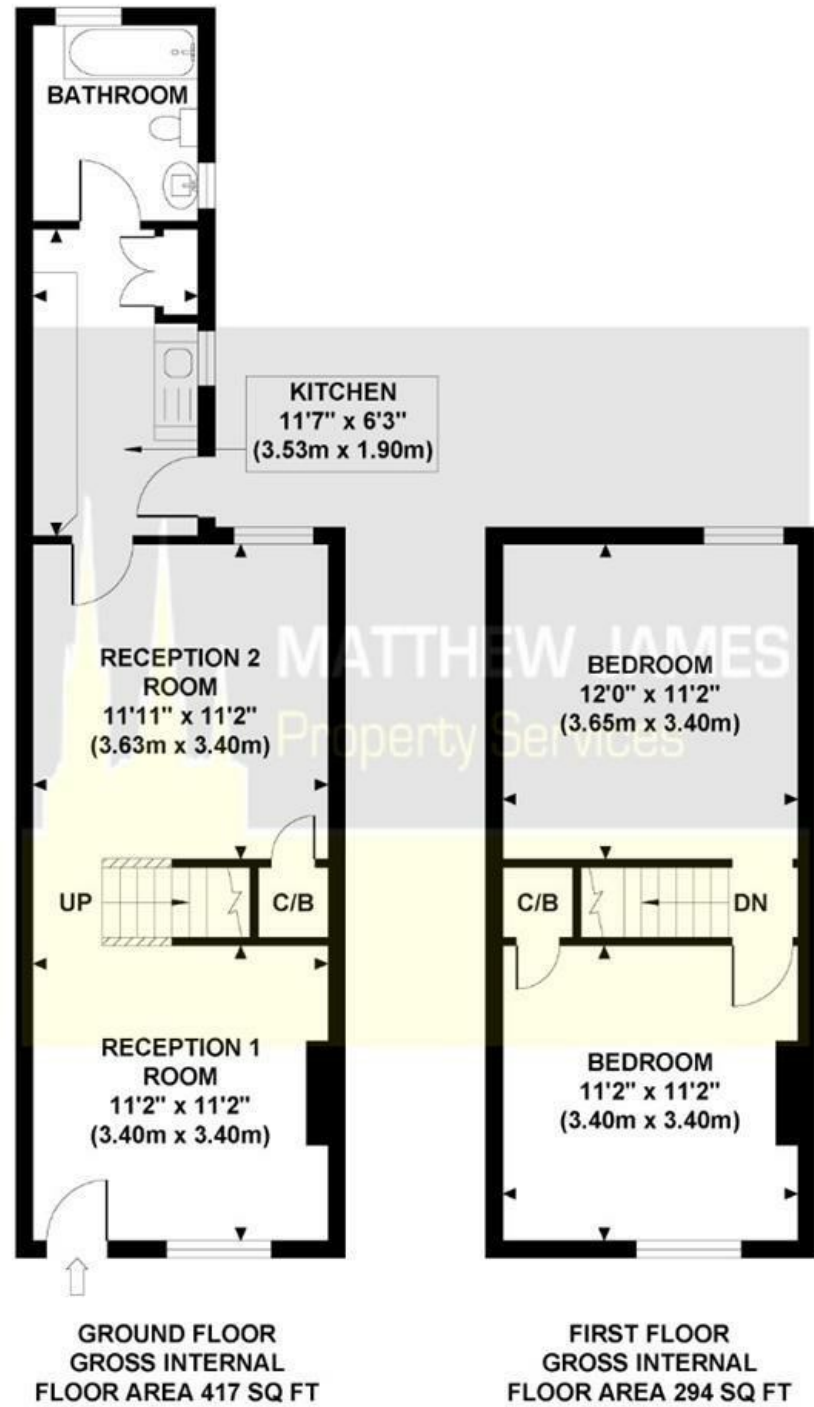 BATHROOM
KITCHEN
11'7" x 6'3"
(3.53m x 1.90m)
RECEPTION 2
ROOM
11'11" x 11'2"
(3.63m x 3.40m)
MATTHEW JAMES
Property Services
BEDROOM
12'0" x 11'2"
(3.65m x 3.40m)
UP
C/B
C/B
DN
RECEPTION 1
ROOM
11'2" x 11'2"
(3.40m x 3.40m)
BEDROOM
11'2" x 11'2"
(3.40m x 3.40m)
GROUND FLOOR
GROSS INTERNAL
FLOOR AREA 417 SQ FT
FIRST FLOOR
GROSS INTERNAL
FLOOR AREA 294 SQ FT